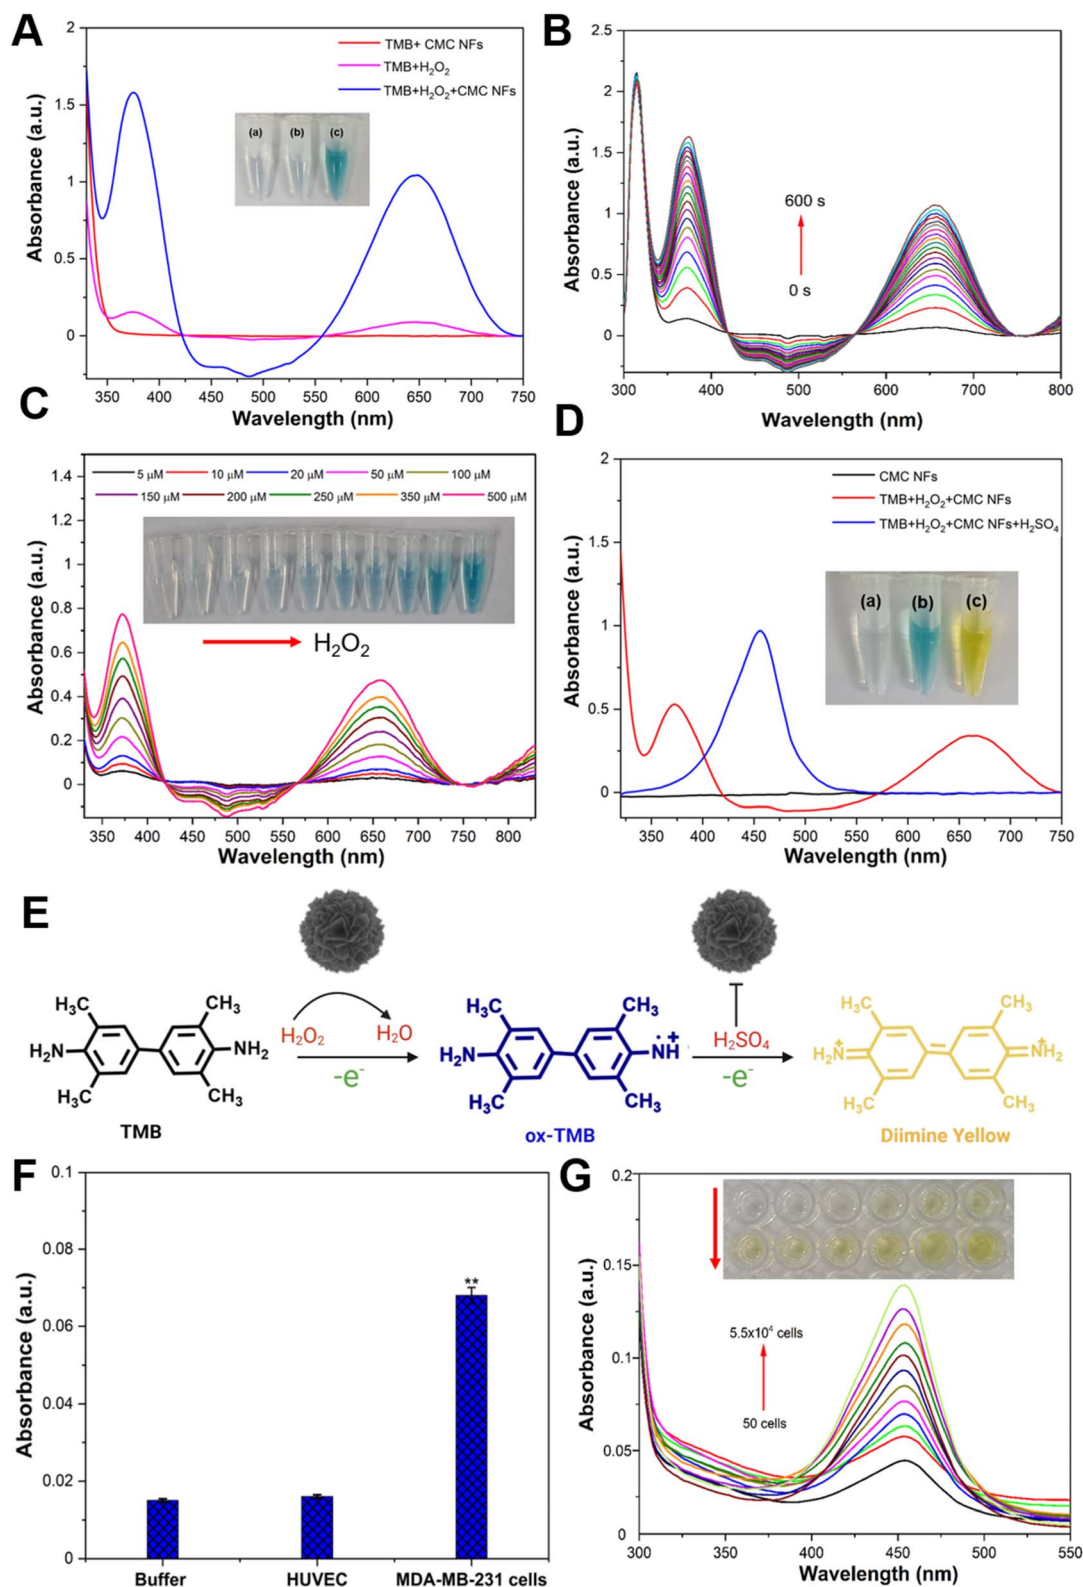 A
2
1.5
1
0.5
0
Absorbance (a.u.)
TMB+ CMC NFs
TMB+H₂O₂
TMB+H₂O₂+CMC NFs
(a) (b) (c)
350 400 450 500 550 600 650 700 750
Wavelength (nm)
B
2.5
2
1.5
1
0.5
0
Absorbance (a.u.)
600 s
0 s
300 400 500 600 700 800
Wavelength (nm)
C
1.4
1.2
1
0.8
0.6
0.4
0.2
0
Absorbance (a.u.)
5 μM 10 μM 20 μM 50 μM 100 μM
150 μM 200 μM 250 μM 350 μM 500 μM
H₂O₂
350 400 450 500 550 600 650 700 750 800
Wavelength (nm)
D
2
1.5
1
0.5
0
Absorbance (a.u.)
CMC NFs
TMB+H₂O₂+CMC NFs
TMB+H₂O₂+CMC NFs+H₂SO₄
(a) (b) (c)
350 400 450 500 550 600 650 700 750
Wavelength (nm)
E
H₃C CH₃
H₂N NH₂
H₃C CH₃
TMB
H₂O₂ H₂O
-e⁻
H₃C CH₃
H₂N NH
H₃C CH₃
ox-TMB
H₂SO₄
-e⁻
H₃C CH₃
H₂N⁺ NH₂⁺
H₃C CH₃
Diimine Yellow
F
0.1
0.08
0.06
0.04
0.02
0
Absorbance (a.u.)
**
Buffer HUVEC MDA-MB-231 cells
G
0.2
0.15
0.1
0.05
0
Absorbance (a.u.)
5.5x10⁴ cells
50 cells
300 350 400 450 500 550
Wavelength (nm)